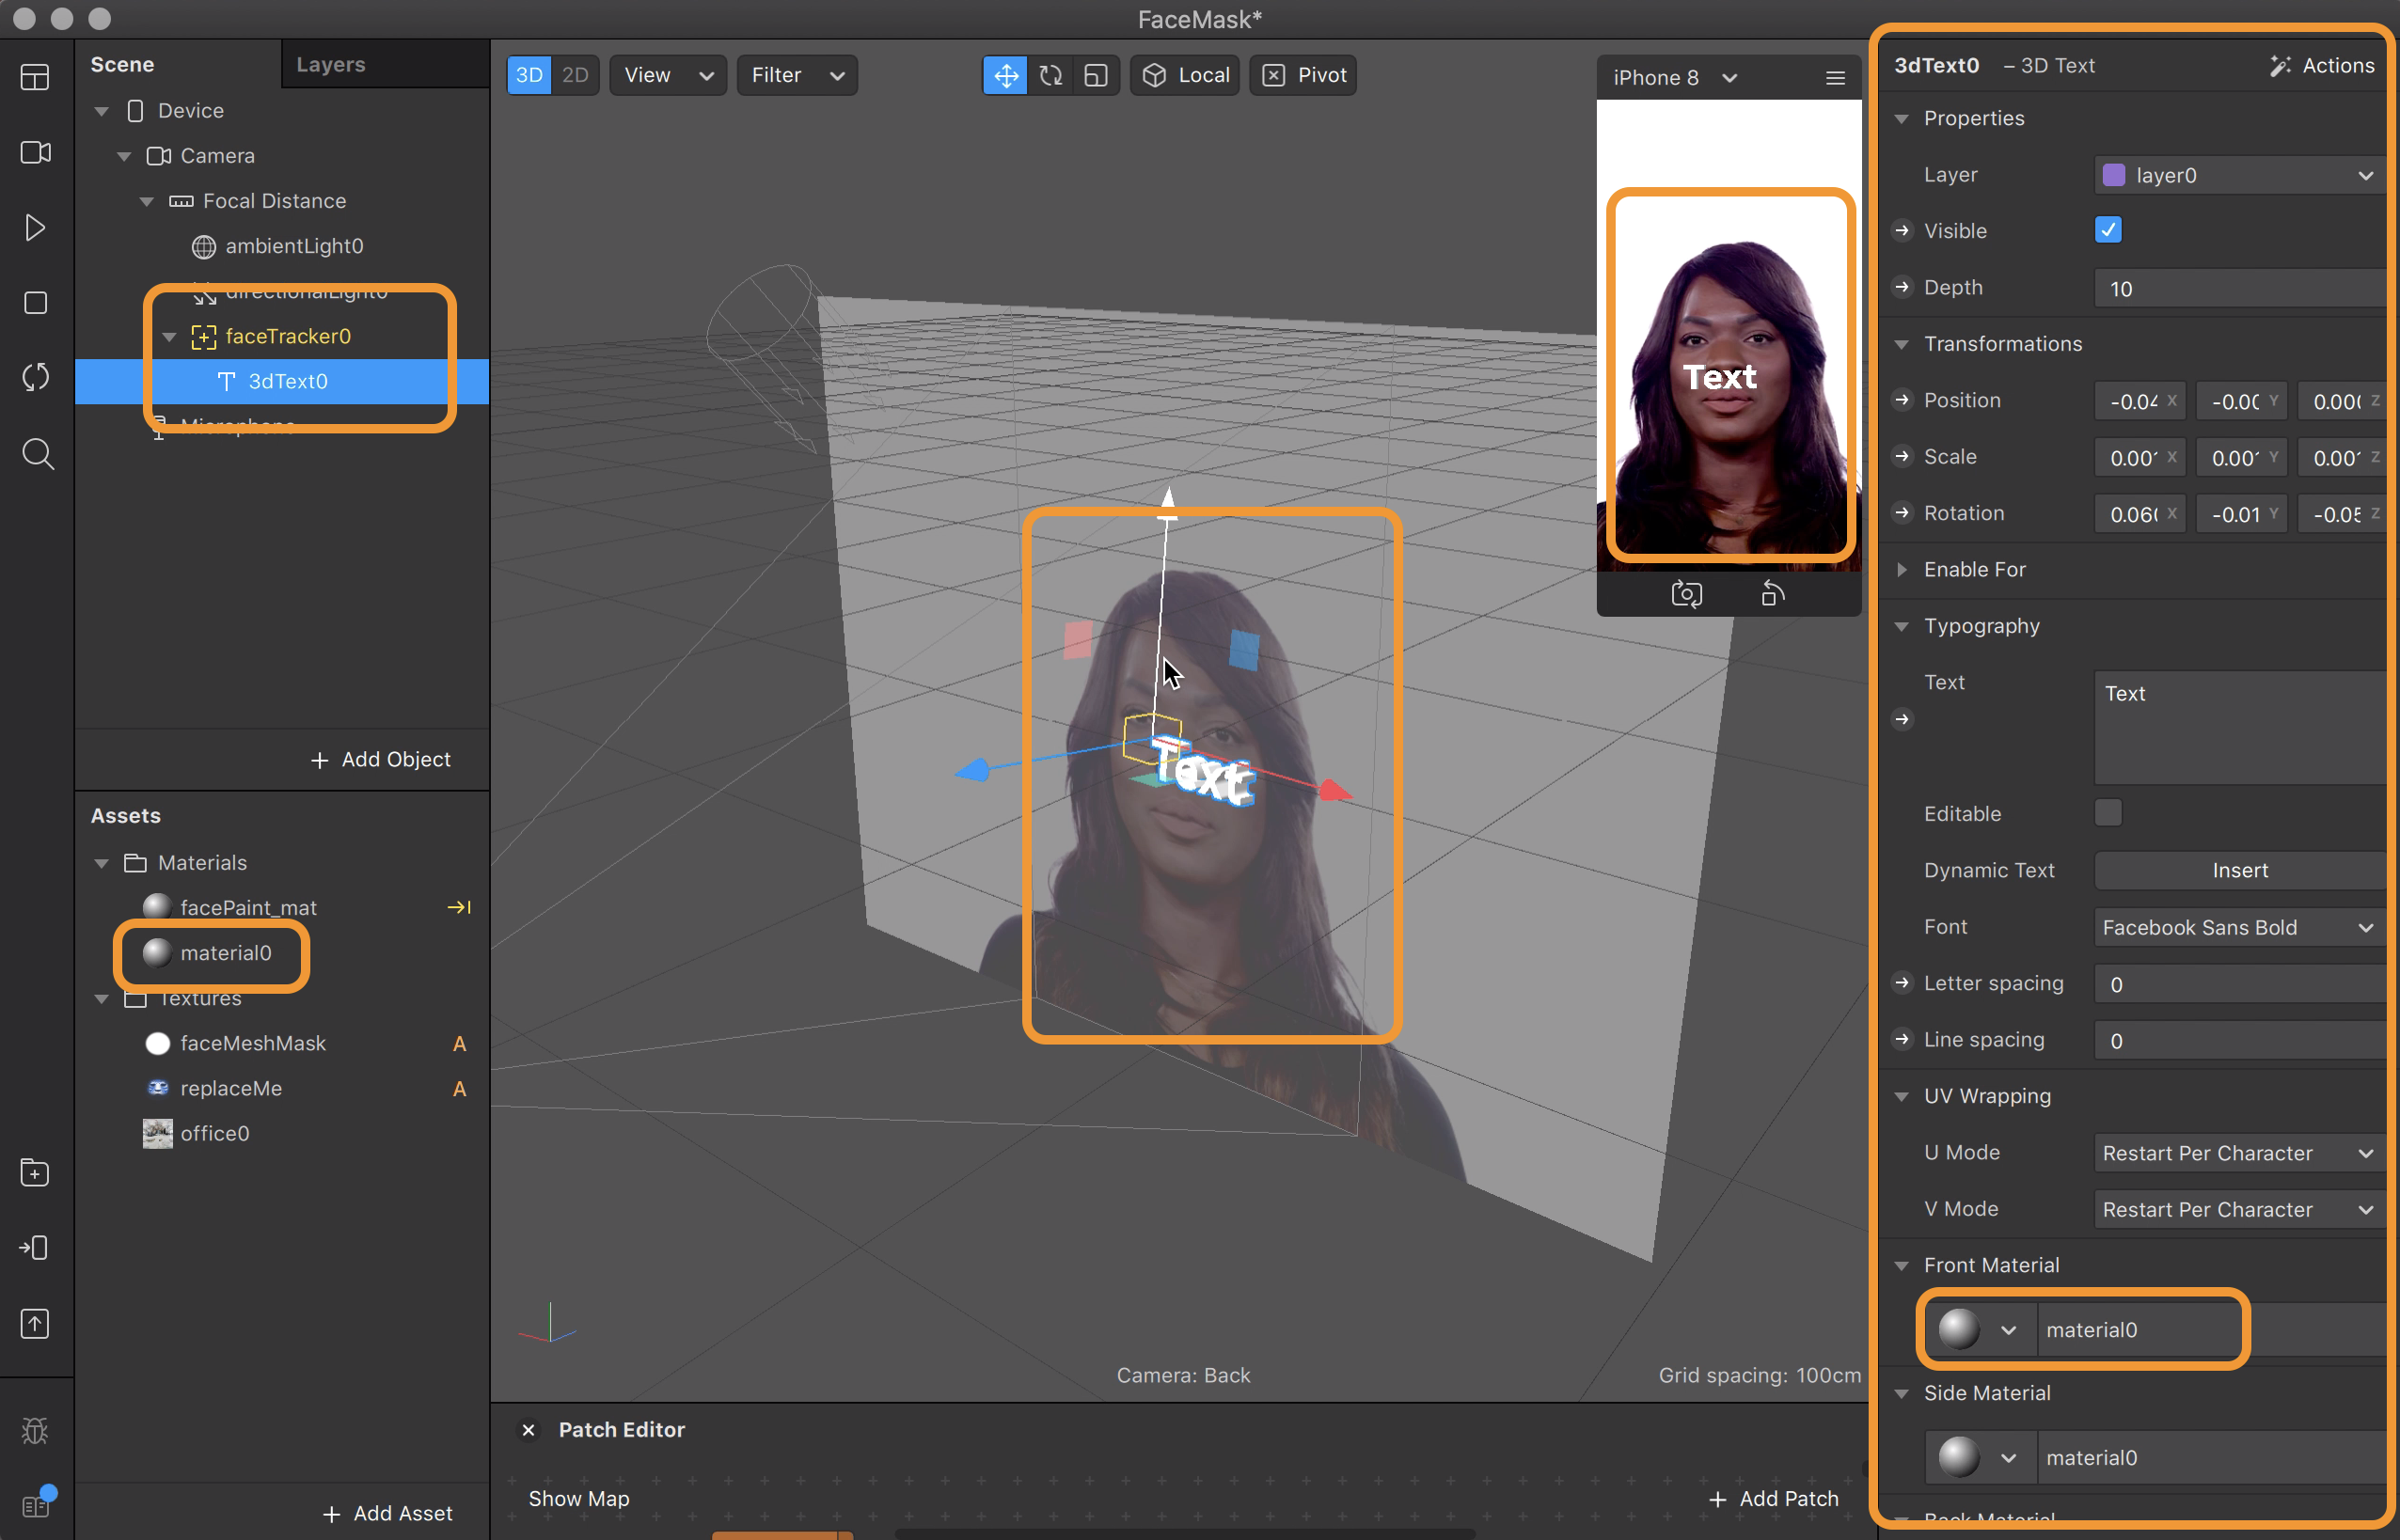 FaceMask*
Scene
Layers
Device
Camera
Focal Distance
ambientLight0
directionalLight0
faceTracker0
3dText0
Microphone
+ Add Object
Assets
Materials
facePaint_mat
material0
Textures
faceMeshMask A
replaceMe A
office0
+ Add Asset
3D 2D View Filter Local Pivot
iPhone 8
Text
Text
Camera: Back
Grid spacing: 100cm
Patch Editor
Show Map
+ Add Patch
3dText0 – 3D Text Actions
Properties
Layer layer0
Visible
Depth 10
Transformations
Position -0.04 X -0.00 Y 0.000 Z
Scale 0.001 X 0.001 Y 0.001 Z
Rotation 0.060 X -0.01 Y -0.05 Z
Enable For
Typography
Text Text
Editable
Dynamic Text Insert
Font Facebook Sans Bold
Letter spacing 0
Line spacing 0
UV Wrapping
U Mode Restart Per Character
V Mode Restart Per Character
Front Material
material0
Side Material
material0
Back Material